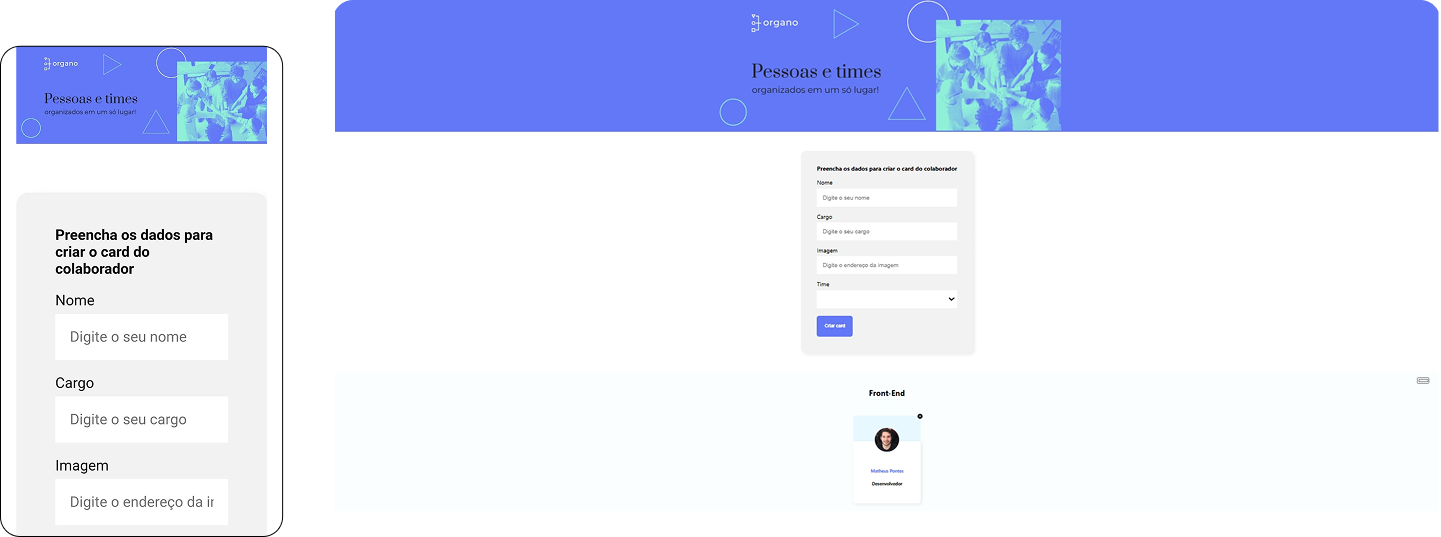 organo
Pessoas e times
organizados em um só lugar!
Preencha os dados para
criar o card do
colaborador
Nome
Digite o seu nome
Cargo
Digite o seu cargo
Imagem
Digite o endereço da ir
organo
Pessoas e times
organizados em um só lugar!
Preencha os dados para criar o card do colaborador
Nome
Digite o seu nome
Cargo
Digite o seu cargo
Imagem
Digite o endereço da imagem
Time
Criar card
Front-End
Matheus Pontes
Desenvolvedor